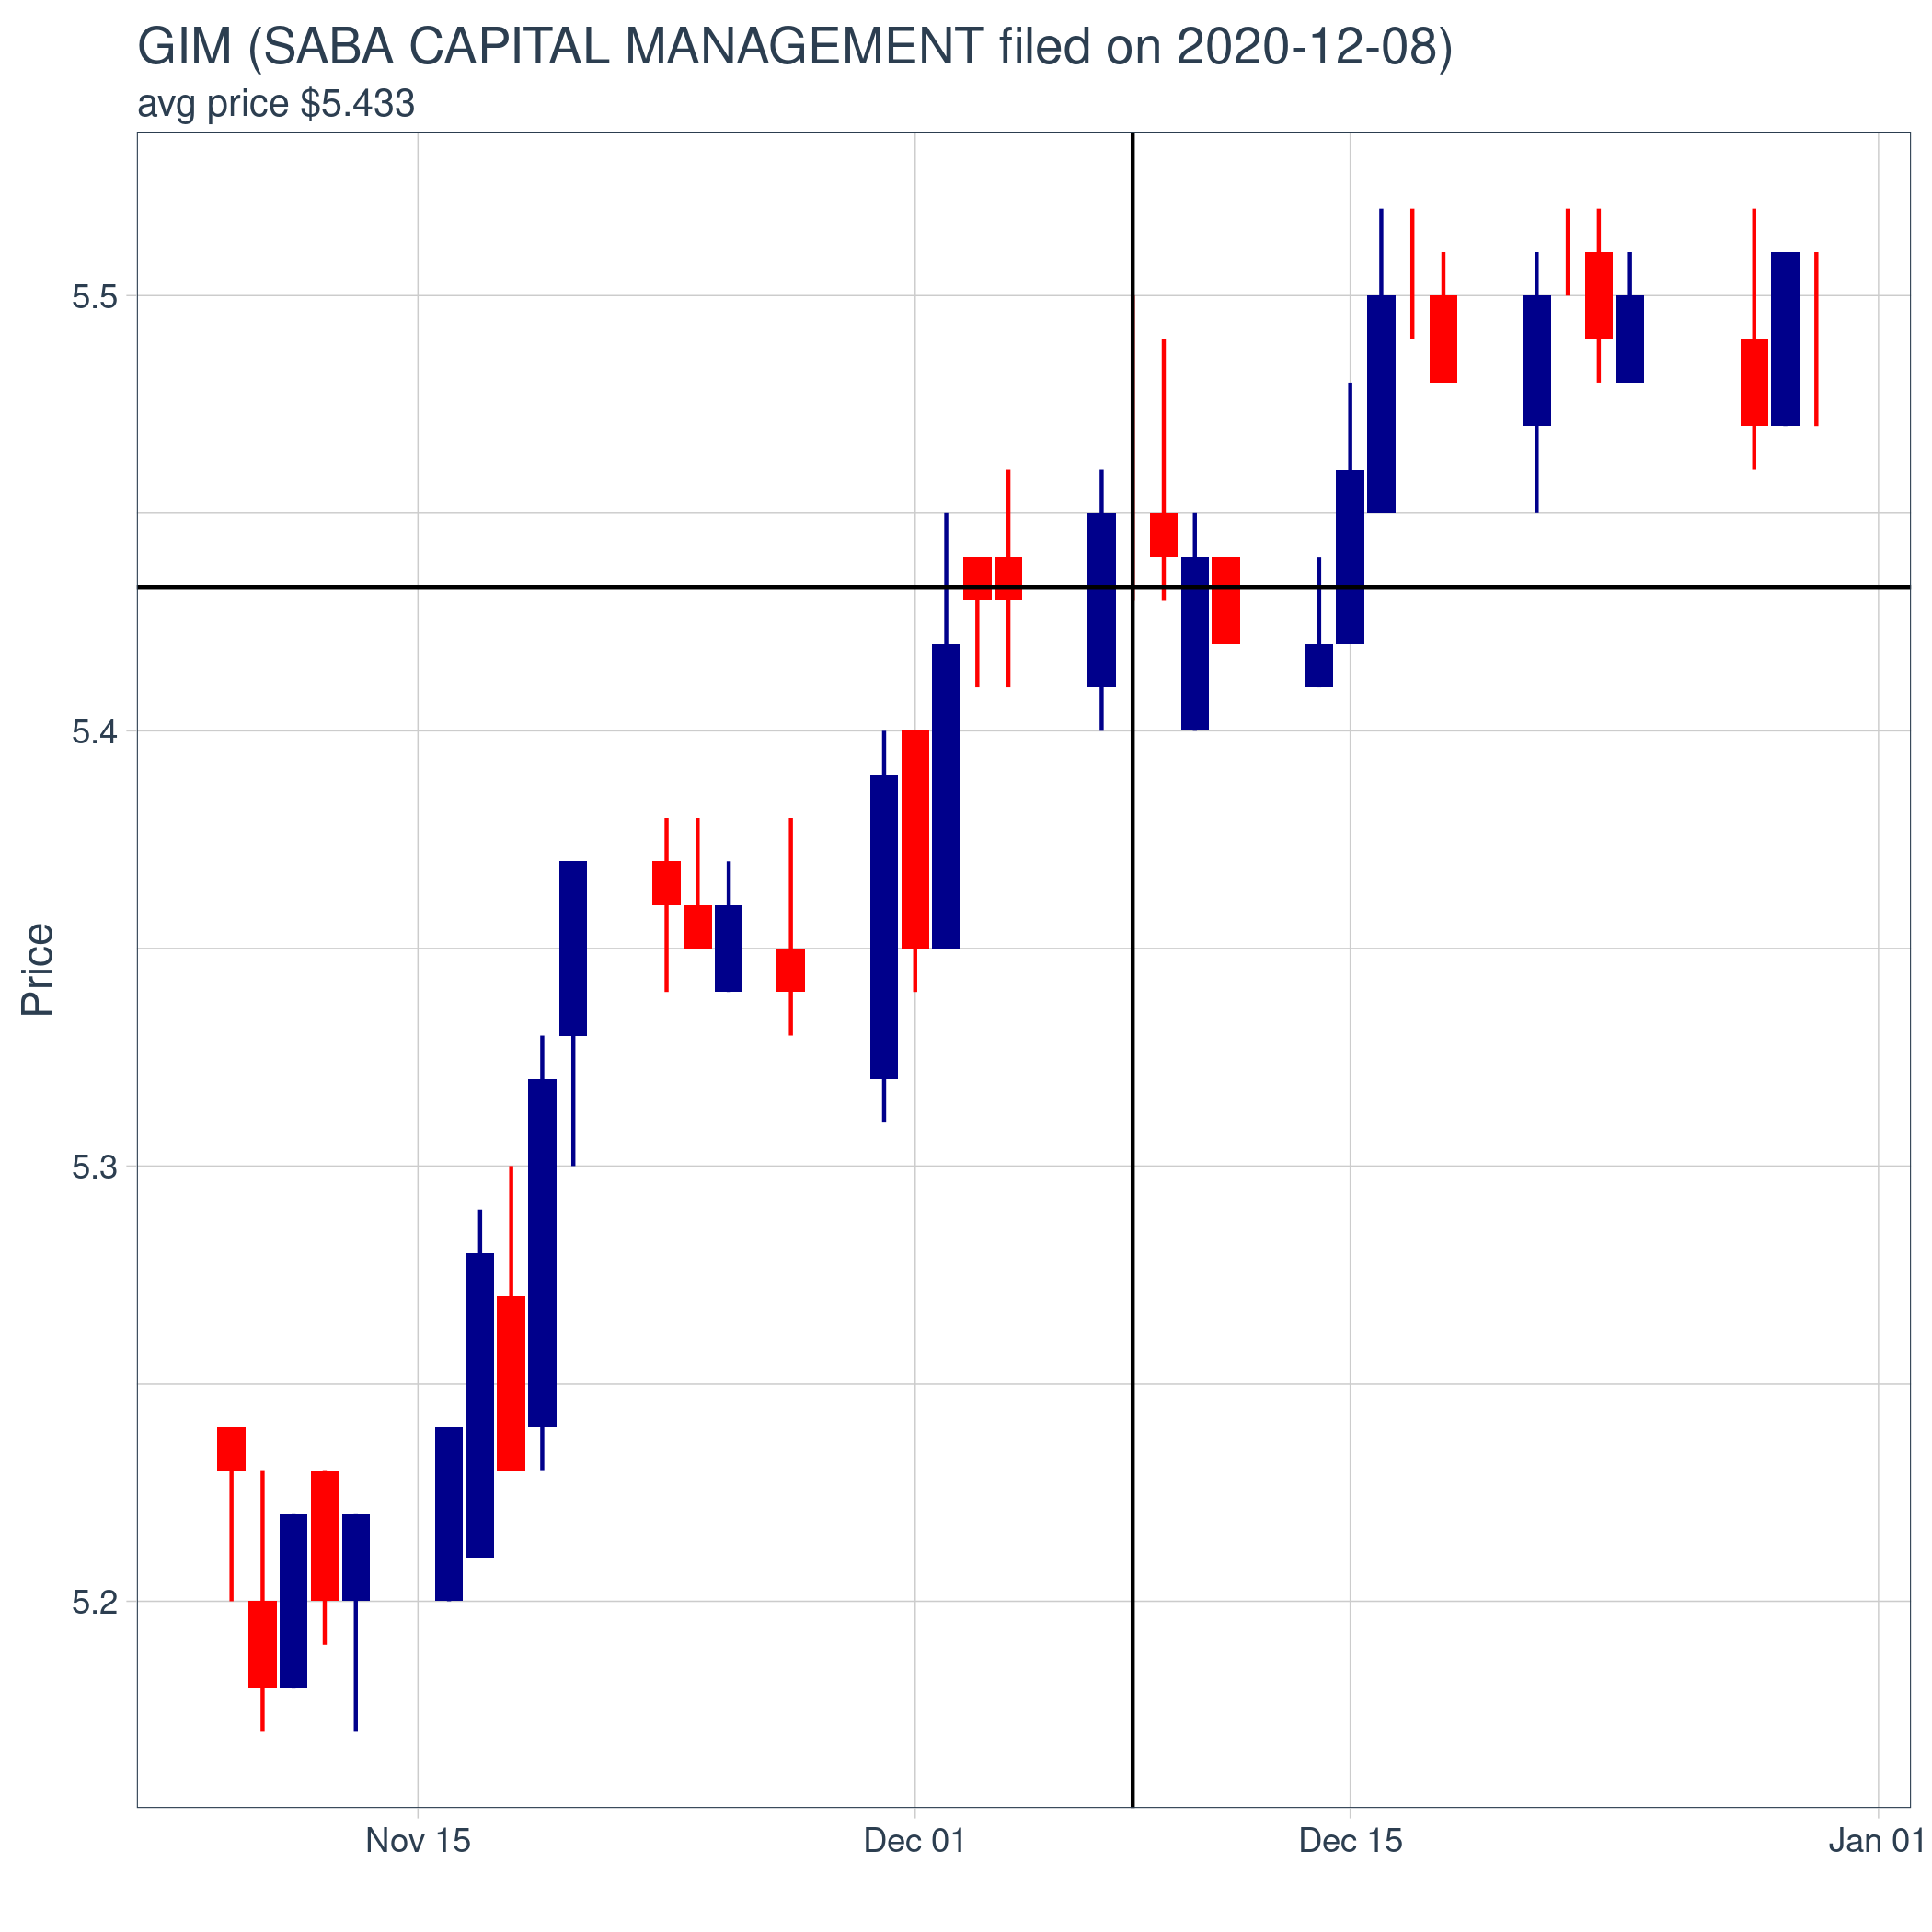 GIM (SABA CAPITAL MANAGEMENT filed on 2020-12-08)
avg price $5.433
5.5
5.4
5.3
5.2
Price
Nov 15
Dec 01
Dec 15
Jan 01